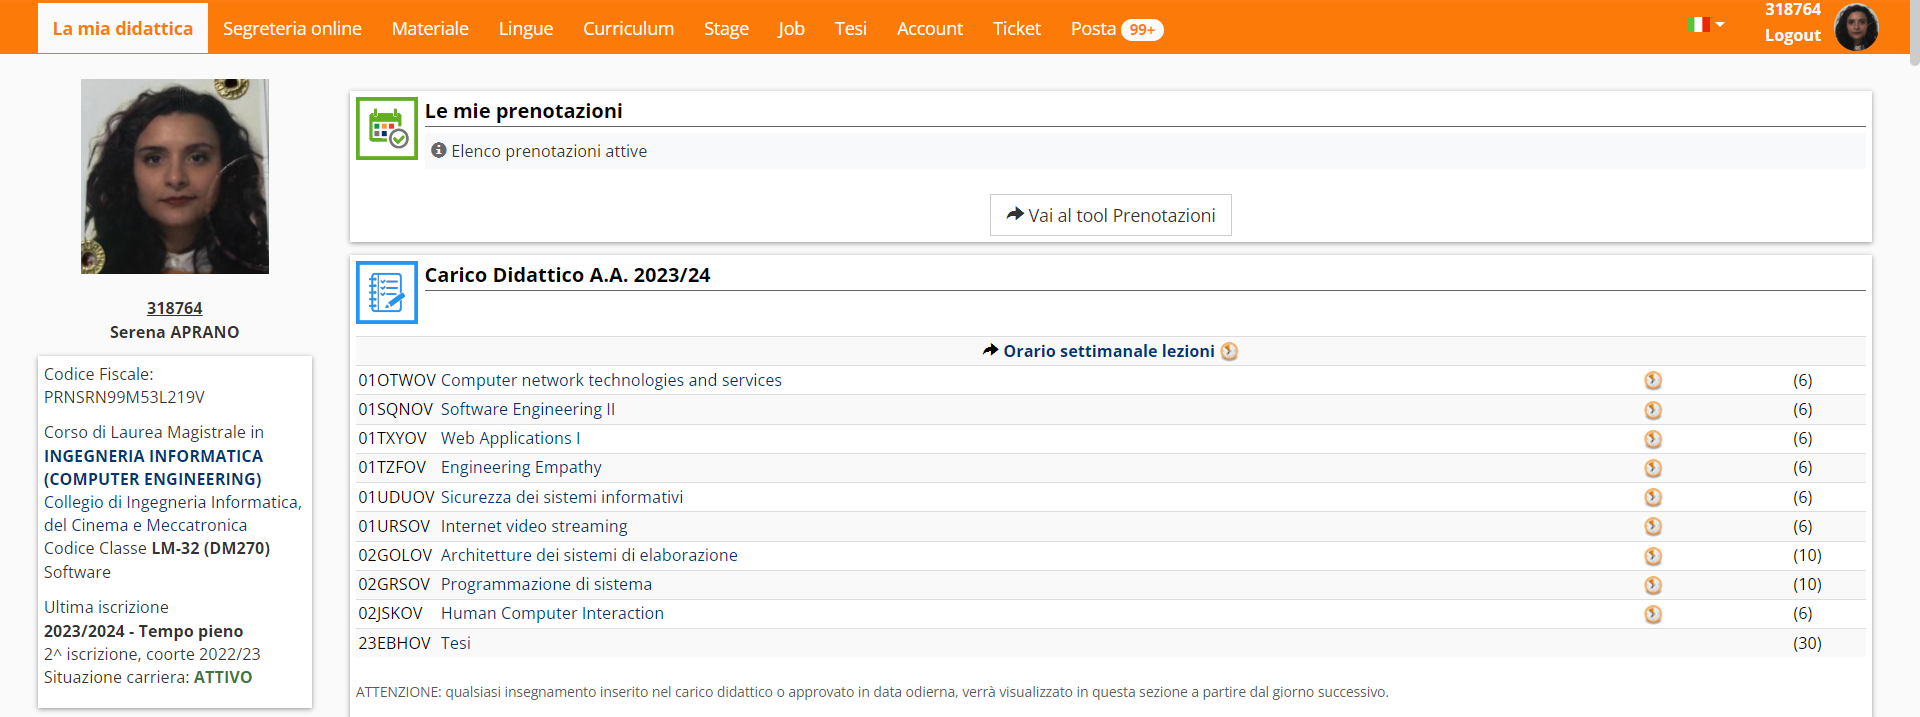 La mia didattica Segreteria online Materiale Lingue Curriculum Stage Job Tesi Account Ticket Posta 99+
318764
Logout
318764
Serena APRANO
Codice Fiscale:
PRNSRN99M53L219V
Corso di Laurea Magistrale in
INGEGNERIA INFORMATICA
(COMPUTER ENGINEERING)
Collegio di Ingegneria Informatica,
del Cinema e Meccatronica
Codice Classe LM-32 (DM270)
Software
Ultima iscrizione
2023/2024 - Tempo pieno
2^ iscrizione, coorte 2022/23
Situazione carriera: ATTIVO
Le mie prenotazioni
Elenco prenotazioni attive
Vai al tool Prenotazioni
Carico Didattico A.A. 2023/24
Orario settimanale lezioni
01OTWOV Computer network technologies and services (6)
01SQNOV Software Engineering II (6)
01TXYOV Web Applications I (6)
01TZFOV Engineering Empathy (6)
01UDUOV Sicurezza dei sistemi informativi (6)
01URSOV Internet video streaming (6)
02GOLOV Architetture dei sistemi di elaborazione (10)
02GRSOV Programmazione di sistema (10)
02JSKOV Human Computer Interaction (6)
23EBHOV Tesi (30)
ATTENZIONE: qualsiasi insegnamento inserito nel carico didattico o approvato in data odierna, verrà visualizzato in questa sezione a partire dal giorno successivo.